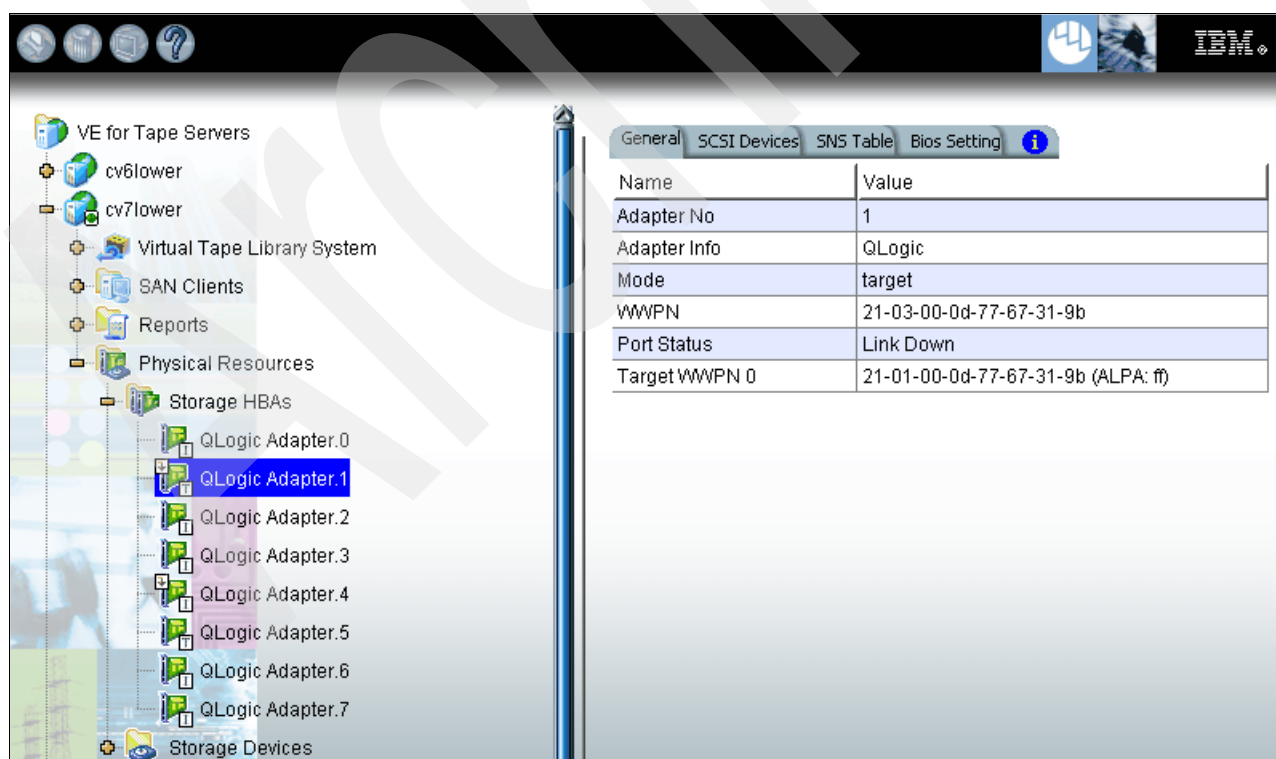 IBM®
VE for Tape Servers
cv6lower
cv7lower
Virtual Tape Library System
SAN Clients
Reports
Physical Resources
Storage HBAs
QLogic Adapter.0
QLogic Adapter.1
QLogic Adapter.2
QLogic Adapter.3
QLogic Adapter.4
QLogic Adapter.5
QLogic Adapter.6
QLogic Adapter.7
Storage Devices
General SCSI Devices SNS Table Bios Setting i
Name Value
Adapter No 1
Adapter Info QLogic
Mode target
WWPN 21-03-00-0d-77-67-31-9b
Port Status Link Down
Target WWPN 0 21-01-00-0d-77-67-31-9b (ALPA: ff)